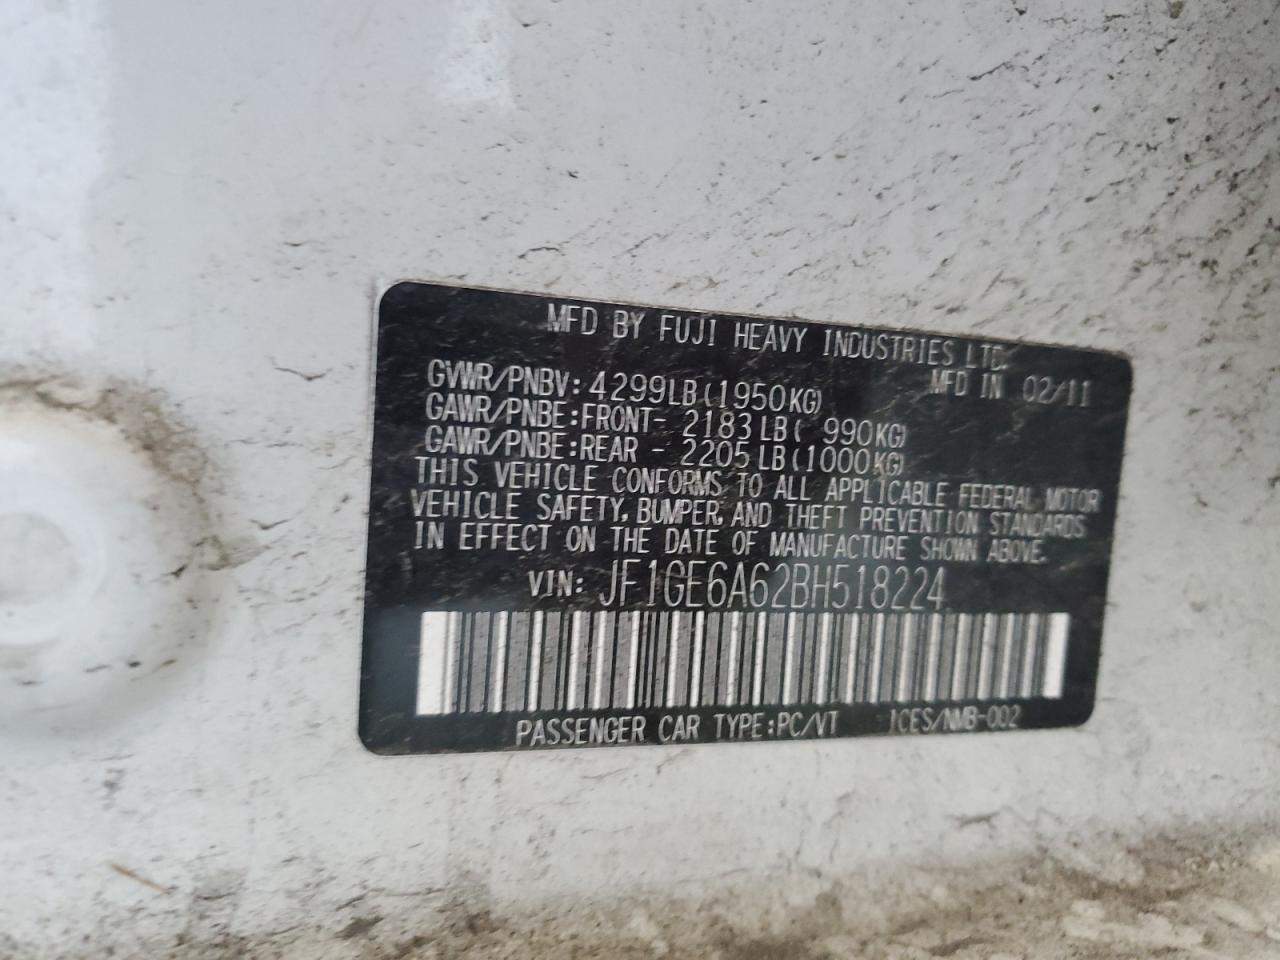 MFD BY FUJI HEAVY INDUSTRIES LTD.
MFD IN 02/11
GVWR/PNBV: 4299LB(1950KG)
GAWR/PNBE:FRONT- 2183LB( 990KG)
GAWR/PNBE:REAR - 2205LB(1000KG)
THIS VEHICLE CONFORMS TO ALL APPLICABLE FEDERAL MOTOR
VEHICLE SAFETY, BUMPER, AND THEFT PREVENTION STANDARDS
IN EFFECT ON THE DATE OF MANUFACTURE SHOWN ABOVE.
VIN: JF1GE6A62BH518224
PASSENGER CAR TYPE:PC/VT ICES/NMB-002